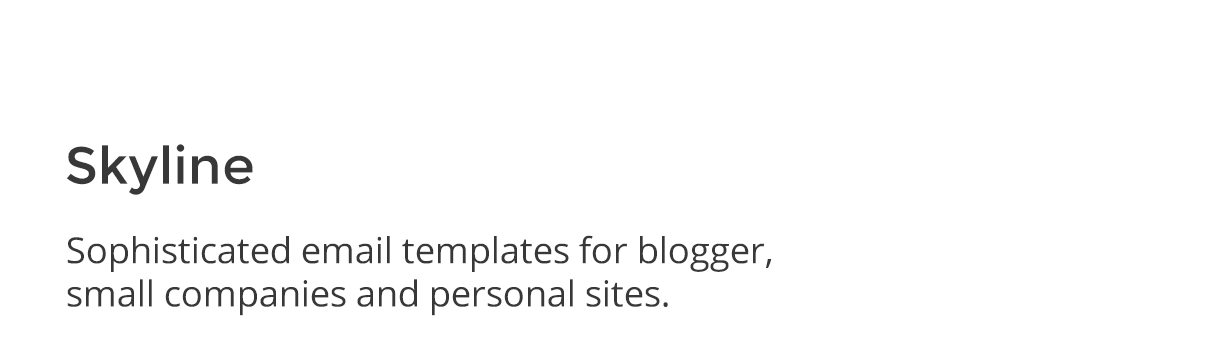 Skyline
Sophisticated email templates for blogger,
small companies and personal sites.